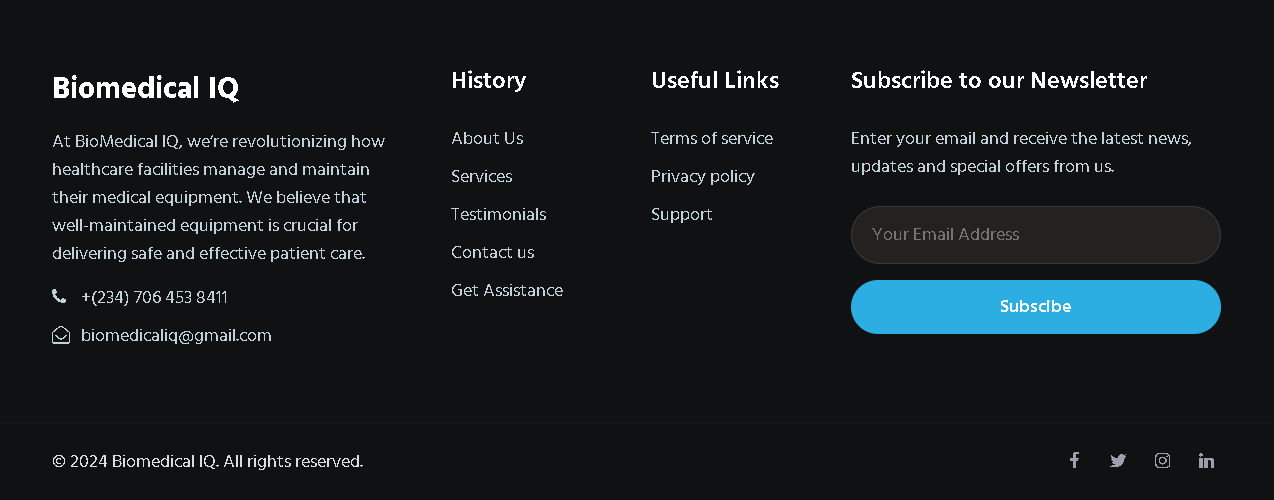 Biomedical IQ
At BioMedical IQ, we’re revolutionizing how
healthcare facilities manage and maintain
their medical equipment. We believe that
well-maintained equipment is crucial for
delivering safe and effective patient care.
+(234) 706 453 8411
biomedicaliq@gmail.com
History
About Us
Services
Testimonials
Contact us
Get Assistance
Useful Links
Terms of service
Privacy policy
Support
Subscribe to our Newsletter
Enter your email and receive the latest news,
updates and special offers from us.
Your Email Address
Subscibe
© 2024 Biomedical IQ. All rights reserved.